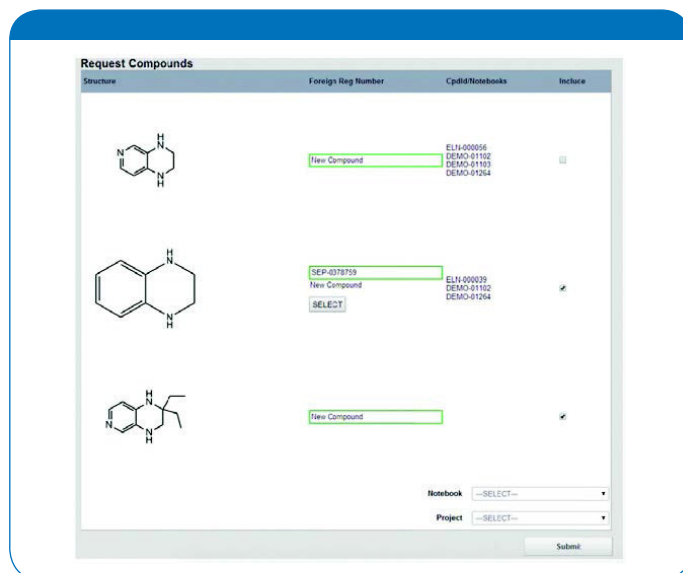 Request Compounds
Structure Foreign Reg Number CpdId/Notebooks Include
H
N
N
N
H
New Compound
ELN-000056
DEMO-01102
DEMO-01103
DEMO-01264
H
N
N
H
SEP-0378759
New Compound
SELECT
ELN-000039
DEMO-01102
DEMO-01264
H
N
N
N
H
New Compound
Notebook ---SELECT---
Project ---SELECT---
Submit